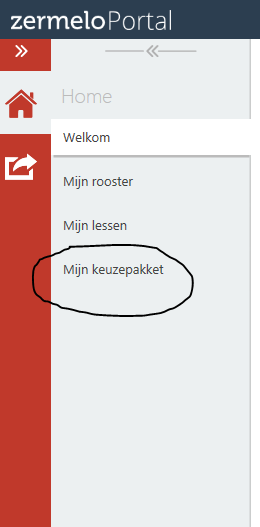 zermeloPortal
Home
Welkom
Mijn rooster
Mijn lessen
Mijn keuzepakket